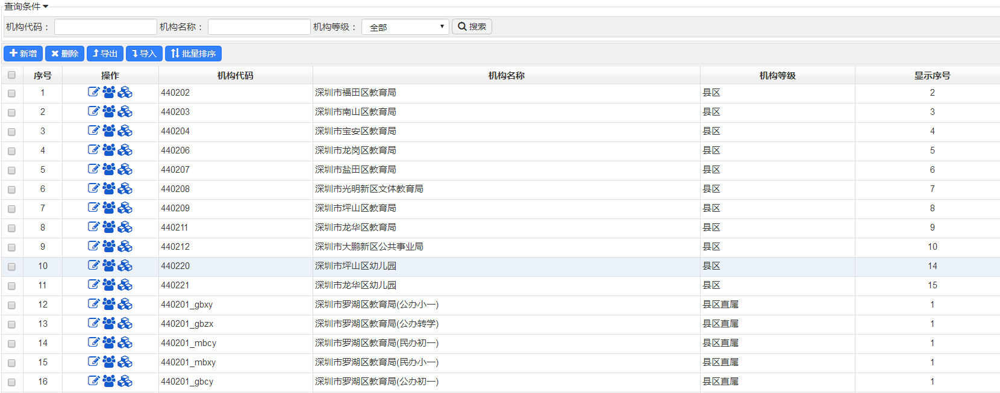 查询条件
机构代码： 机构名称： 机构等级： 全部 搜索
新增 删除 导出 导入 批量排序
序号 操作 机构代码 机构名称 机构等级 显示序号
1 440202 深圳市福田区教育局 县区 2
2 440203 深圳市南山区教育局 县区 3
3 440204 深圳市宝安区教育局 县区 4
4 440206 深圳市龙岗区教育局 县区 5
5 440207 深圳市盐田区教育局 县区 6
6 440208 深圳市光明新区文体教育局 县区 7
7 440209 深圳市坪山区教育局 县区 8
8 440211 深圳市龙华区教育局 县区 9
9 440212 深圳市大鹏新区公共事业局 县区 10
10 440220 深圳市坪山区幼儿园 县区 14
11 440221 深圳市龙华区幼儿园 县区 15
12 440201_gbxy 深圳市罗湖区教育局(公办小一) 县区直属 1
13 440201_gbzx 深圳市罗湖区教育局(公办转学) 县区直属 1
14 440201_mbcy 深圳市罗湖区教育局(民办初一) 县区直属 1
15 440201_mbxy 深圳市罗湖区教育局(民办小一) 县区直属 1
16 440201_gbcy 深圳市罗湖区教育局(公办初一) 县区直属 1